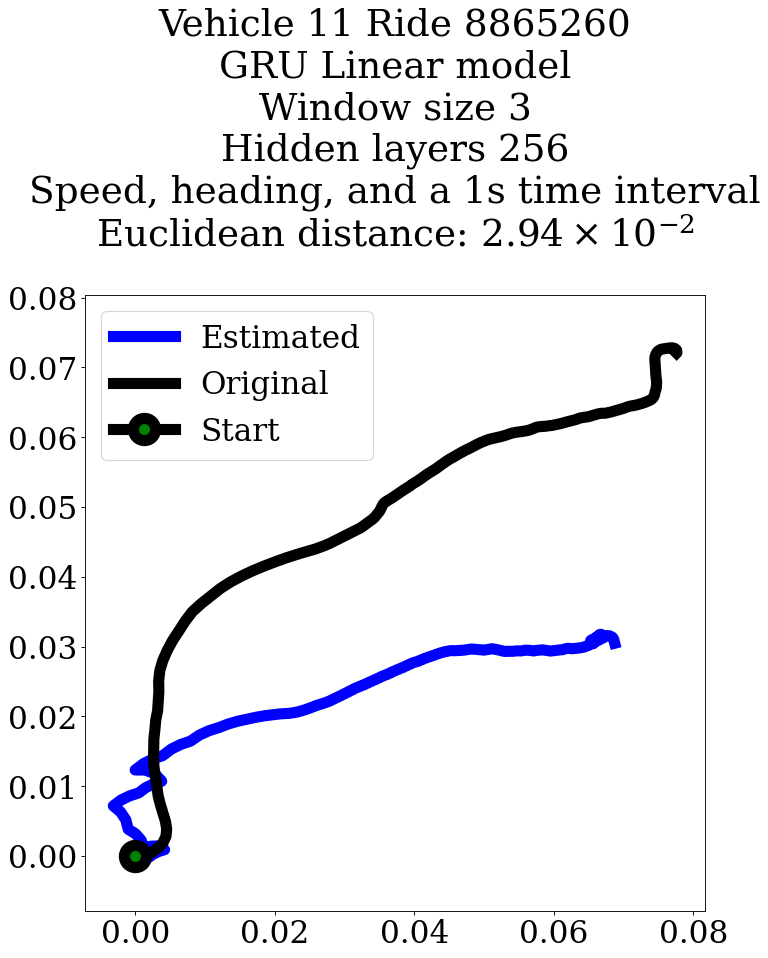 Vehicle 11 Ride 8865260
GRU Linear model
Window size 3
Hidden layers 256
Speed, heading, and a 1s time interval
Euclidean distance: 2.94 × 10⁻²
0.08
0.07
0.06
0.05
0.04
0.03
0.02
0.01
0.00
Estimated
Original
Start
0.00 0.02 0.04 0.06 0.08